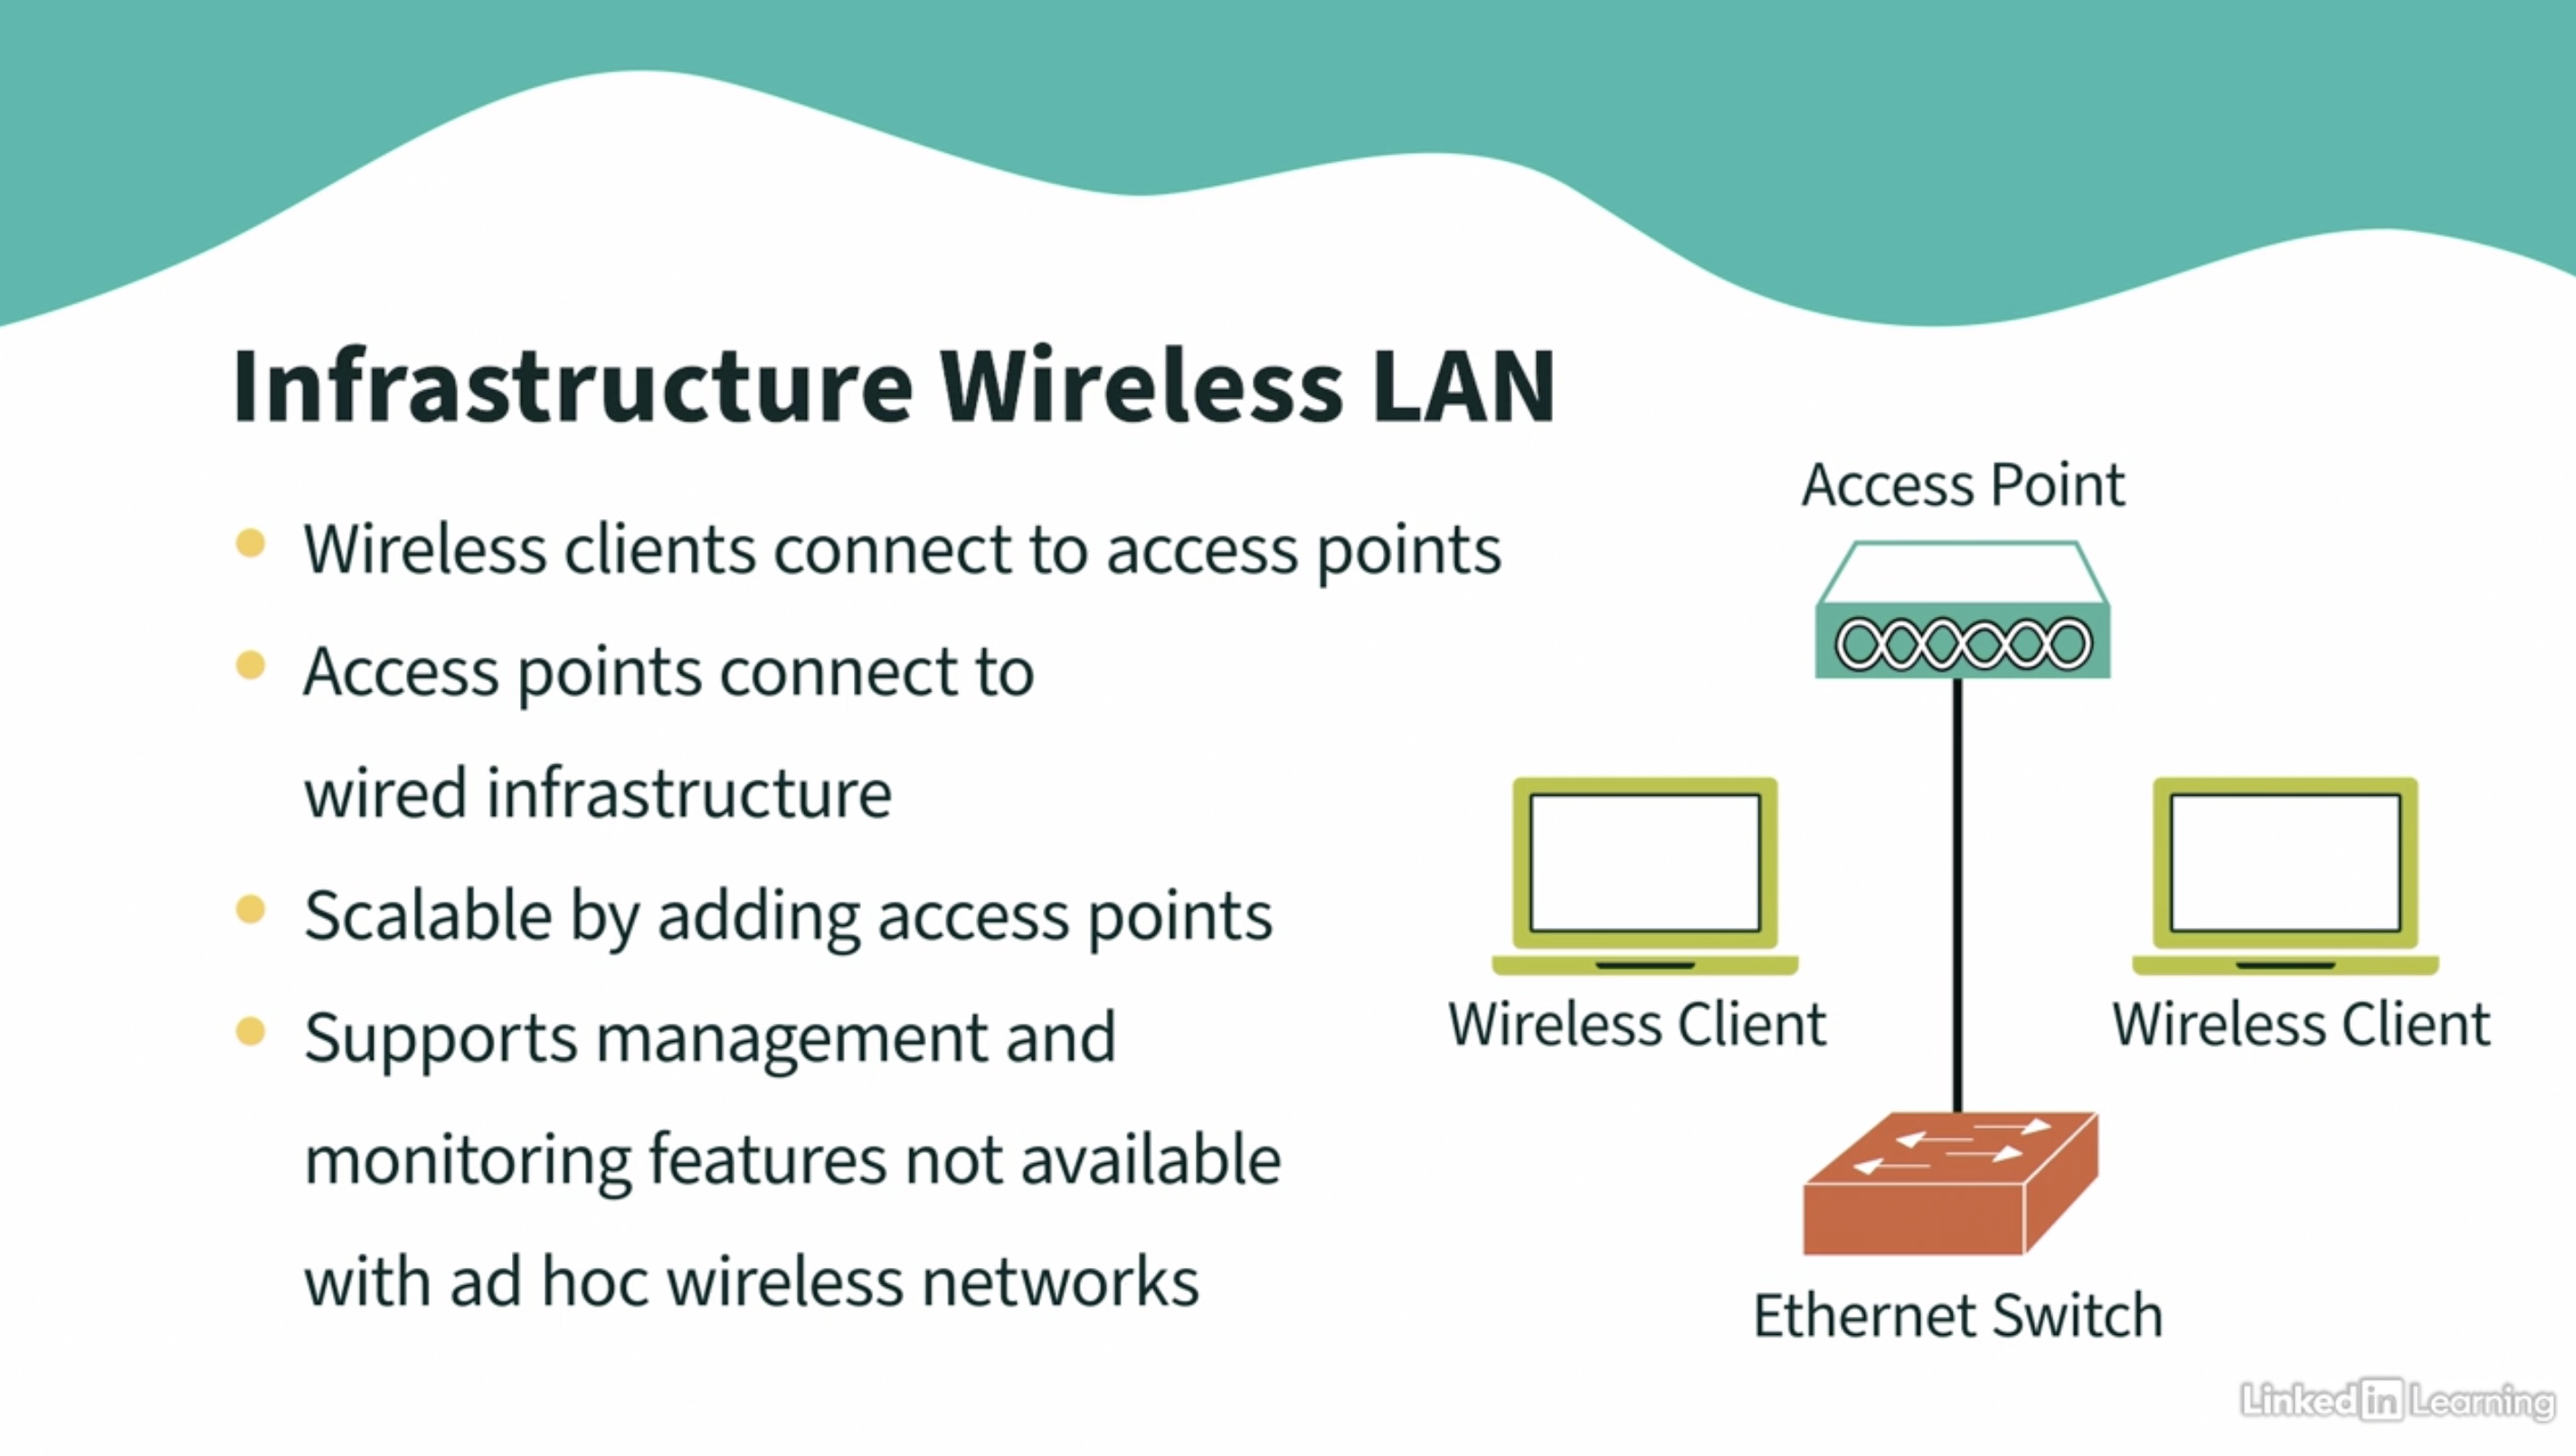 Infrastructure Wireless LAN
Wireless clients connect to access points
Access points connect to
wired infrastructure
Scalable by adding access points
Supports management and
monitoring features not available
with ad hoc wireless networks
Access Point
Wireless Client
Wireless Client
Ethernet Switch
Linked in Learning